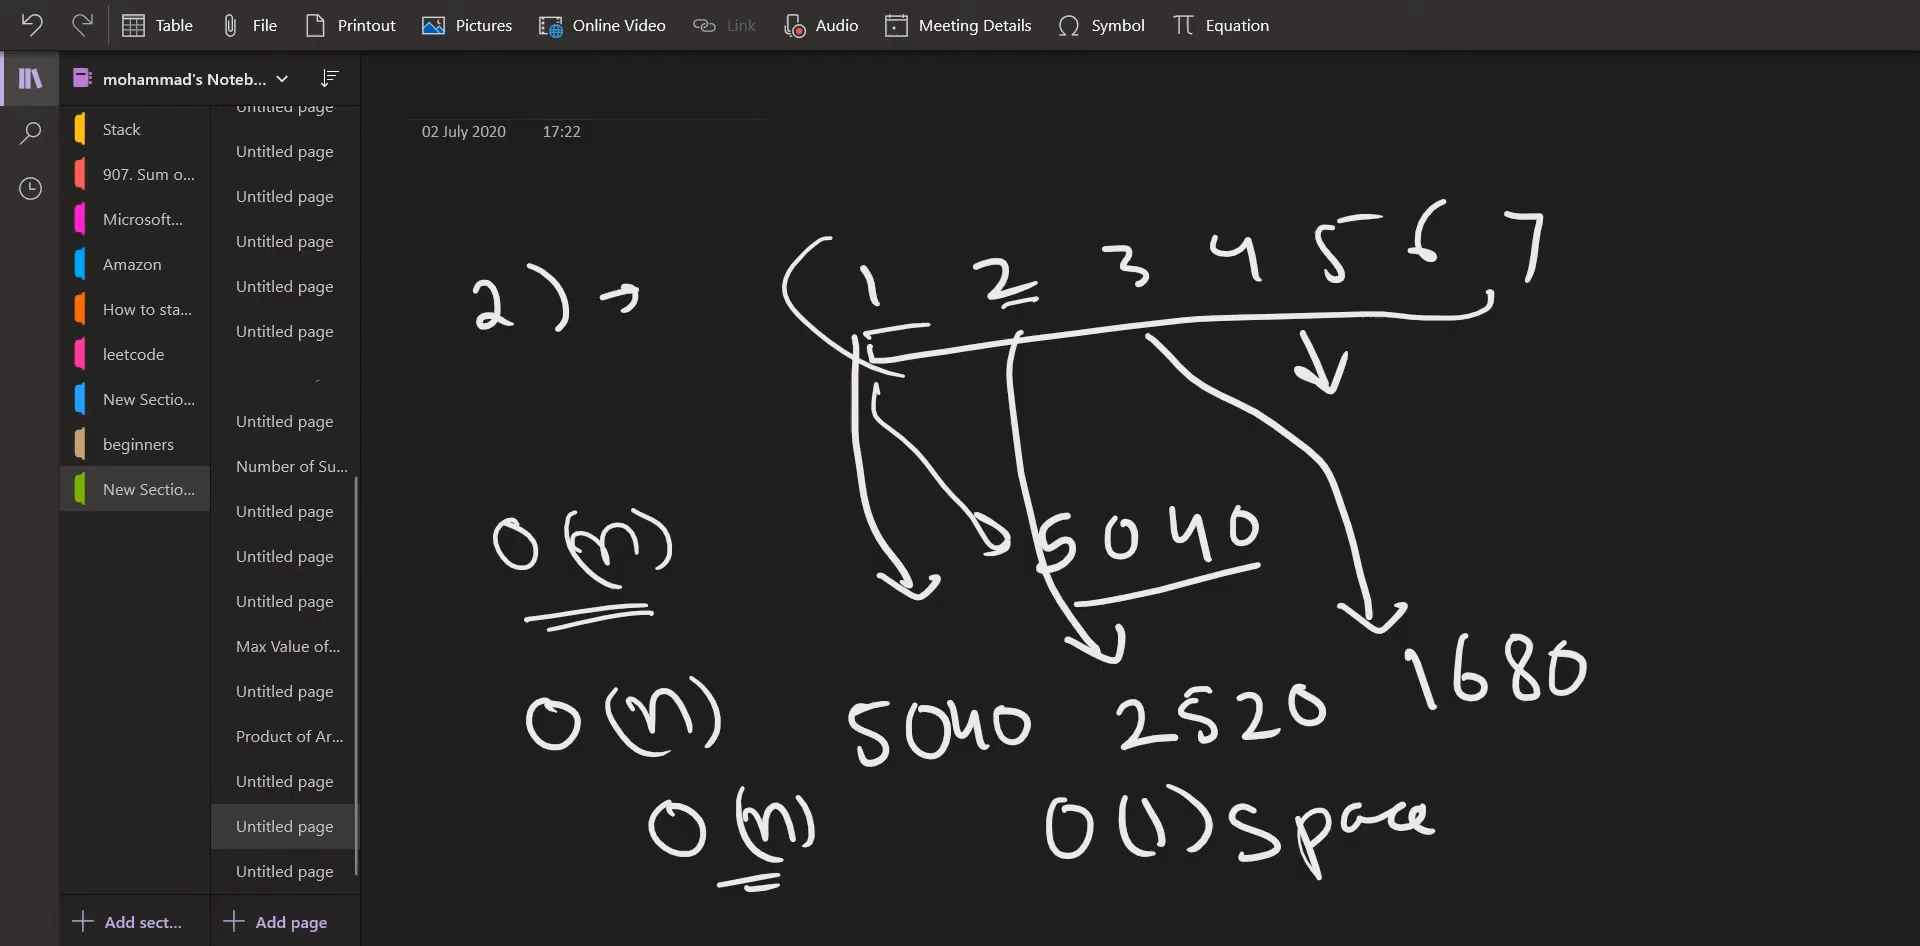 Table File Printout Pictures Online Video Link Audio Meeting Details Symbol Equation
mohammad's Noteb...
Stack
907. Sum o...
Microsoft...
Amazon
How to sta...
leetcode
New Sectio...
beginners
New Sectio...
Add sect...
Untitled page
Untitled page
Untitled page
Untitled page
Untitled page
Untitled page
Untitled page
Number of Su...
Untitled page
Untitled page
Untitled page
Max Value of...
Untitled page
Product of Ar...
Untitled page
Untitled page
Untitled page
Add page
02 July 2020 17:22
2) → ( 1 2 3 4 5 6 7
O(n) 5040
1680
O(n) 5040 2520
O(n) O(1) Space